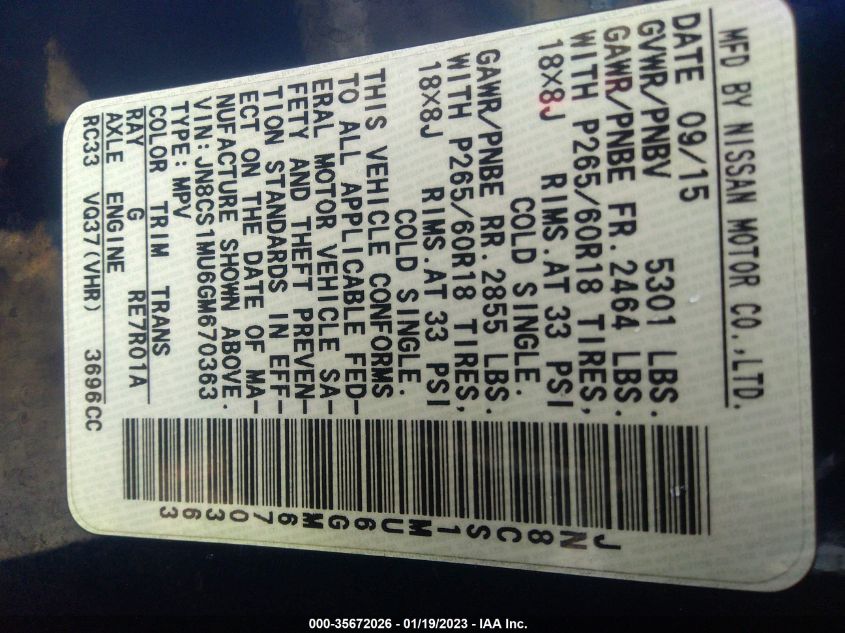 MFD BY NISSAN MOTOR CO.,LTD.
DATE 09/15
GVWR/PNBV 5301 LBS.
GAWR/PNBE FR. 2464 LBS.
WITH P265/60R18 TIRES,
18×8J RIMS.AT 33 PSI
COLD SINGLE.
GAWR/PNBE RR. 2855 LBS.
WITH P265/60R18 TIRES,
18×8J RIMS.AT 33 PSI
COLD SINGLE.
THIS VEHICLE CONFORMS
TO ALL APPLICABLE FED–
ERAL MOTOR VEHICLE SA–
FETY AND THEFT PREVEN–
TION STANDARDS IN EFF–
ECT ON THE DATE OF MA–
NUFACTURE SHOWN ABOVE.
VIN:JN8CS1MU6GM670363
TYPE:MPV
COLOR TRIM TRANS
RAY G RE7R01A
AXLE ENGINE
RC33 VQ37(VHR) 3696CC
JN8CS1MU6GM670363
000-35672026 - 01/19/2023 - IAA Inc.